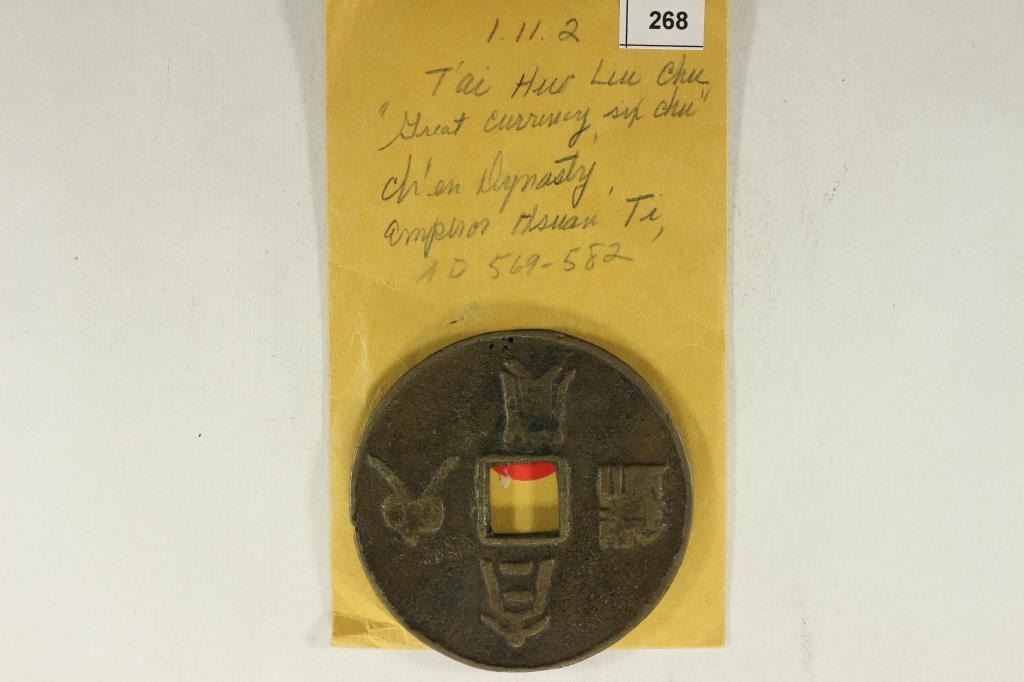 268
1.11.2
T'ai Huo Liu Chu
"Great currency, six chu"
Ch'en Dynasty,
Emperor Hsuan Ti,
AD 569-582